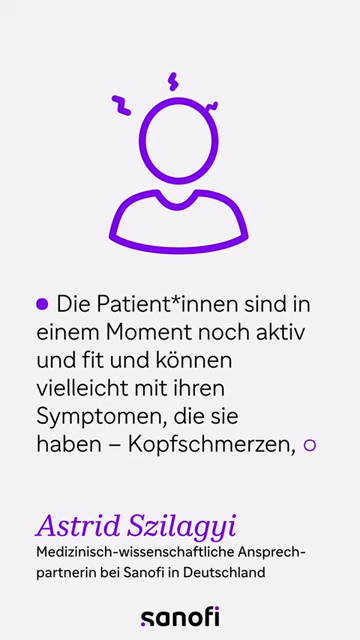 Die Patient*innen sind in
einem Moment noch aktiv
und fit und können
vielleicht mit ihren
Symptomen, die sie
haben – Kopfschmerzen,
Astrid Szilagyi
Medizinisch-wissenschaftliche Ansprech-
partnerin bei Sanofi in Deutschland
sanofi